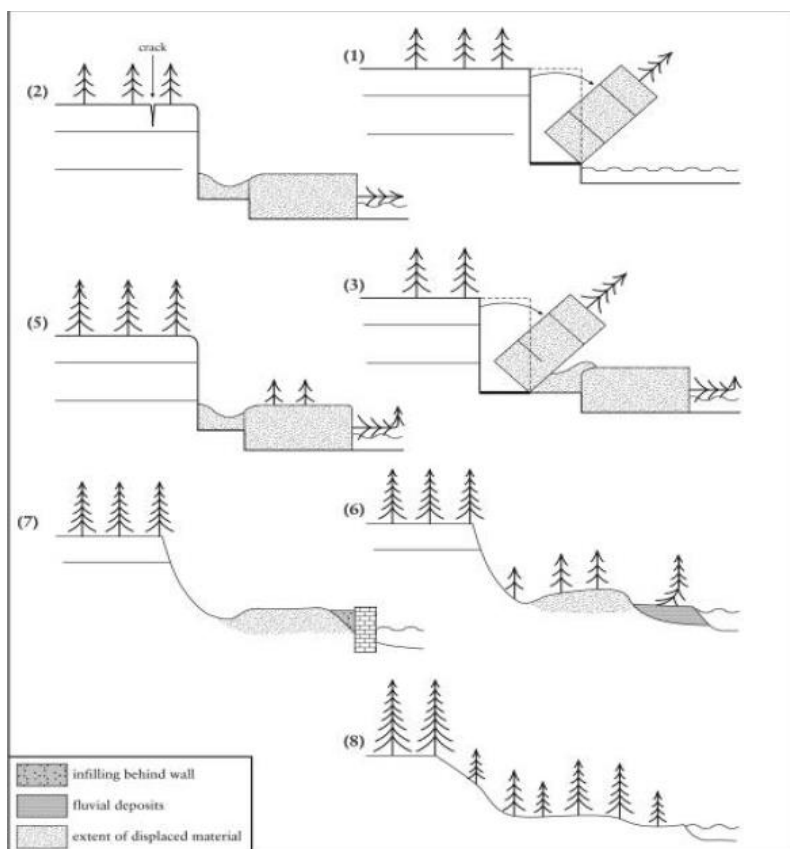 crack
(2)
(1)
(5)
(3)
(7)
(6)
(8)
infilling behind wall
fluvial deposits
extent of displaced material